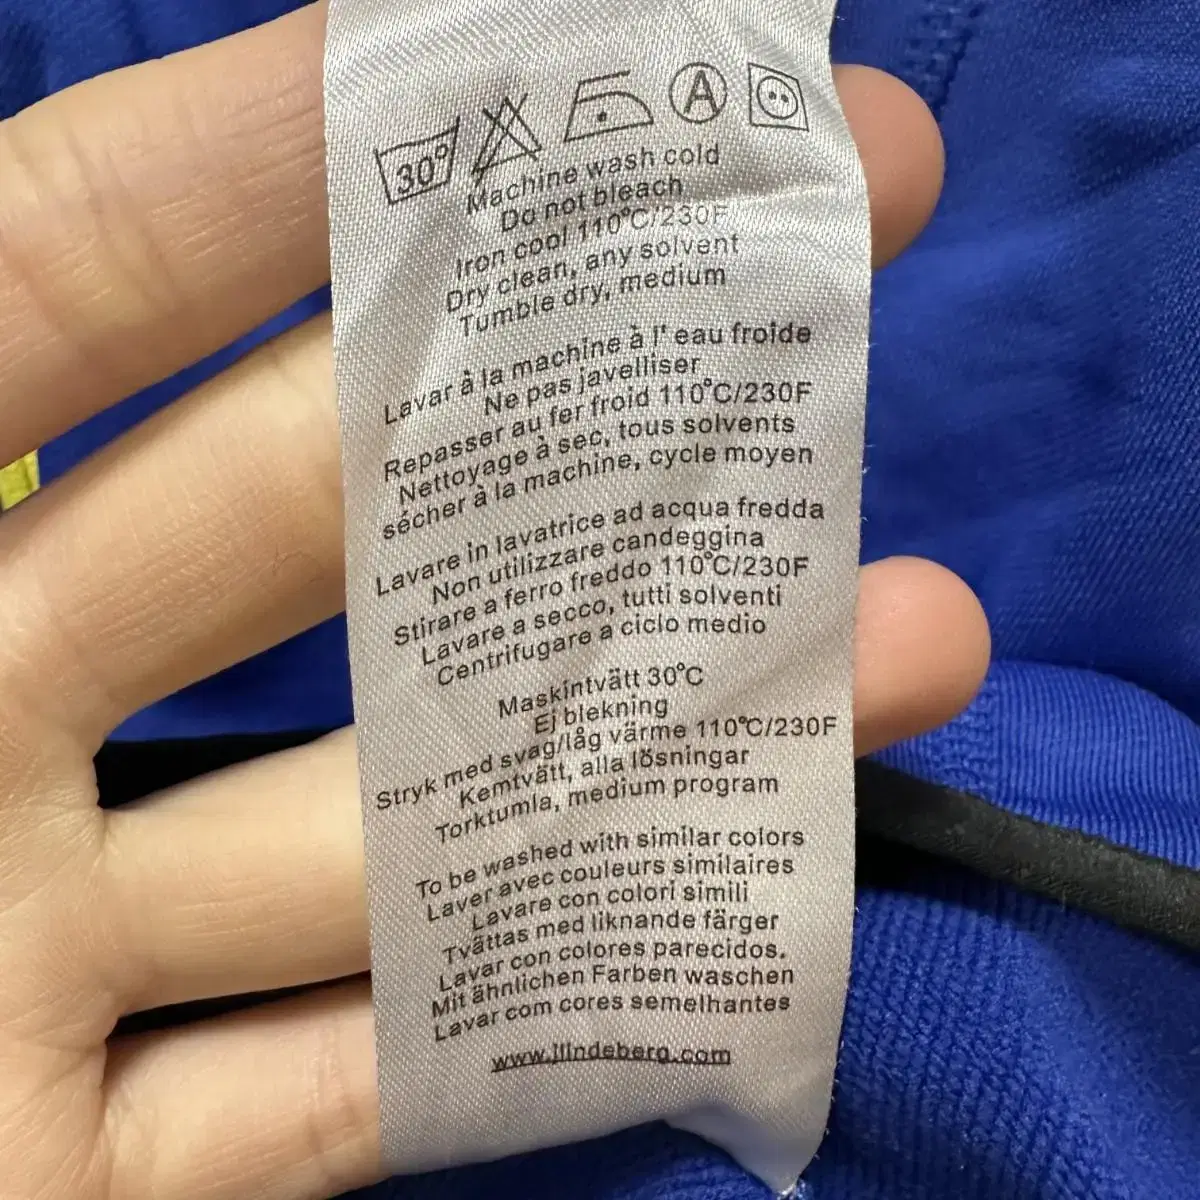 30° A
Machine wash cold
Do not bleach
Iron cool 110°C/230F
Dry clean, any solvent
Tumble dry, medium
Lavar à la machine à l' eau froide
Ne pas javelliser
Repasser au fer froid 110°C/230F
Nettoyage à sec, tous solvents
sécher à la machine, cycle moyen
Lavare in lavatrice ad acqua fredda
Non utilizzare candeggina
Stirare a ferro freddo 110°C/230F
Lavare a secco, tutti solventi
Centrifugare a ciclo medio
Maskintvätt 30°C
Ej blekning
Stryk med svag/låg värme 110°C/230F
Kemtvätt, alla lösningar
Torktumla, medium program
To be washed with similar colors
Laver avec couleurs similaires
Lavare con colori simili
Tvättas med liknande färger
Lavar con colores parecidos.
Mit ähnlichen Farben waschen
Lavar com cores semelhantes
www.jlindeberg.com